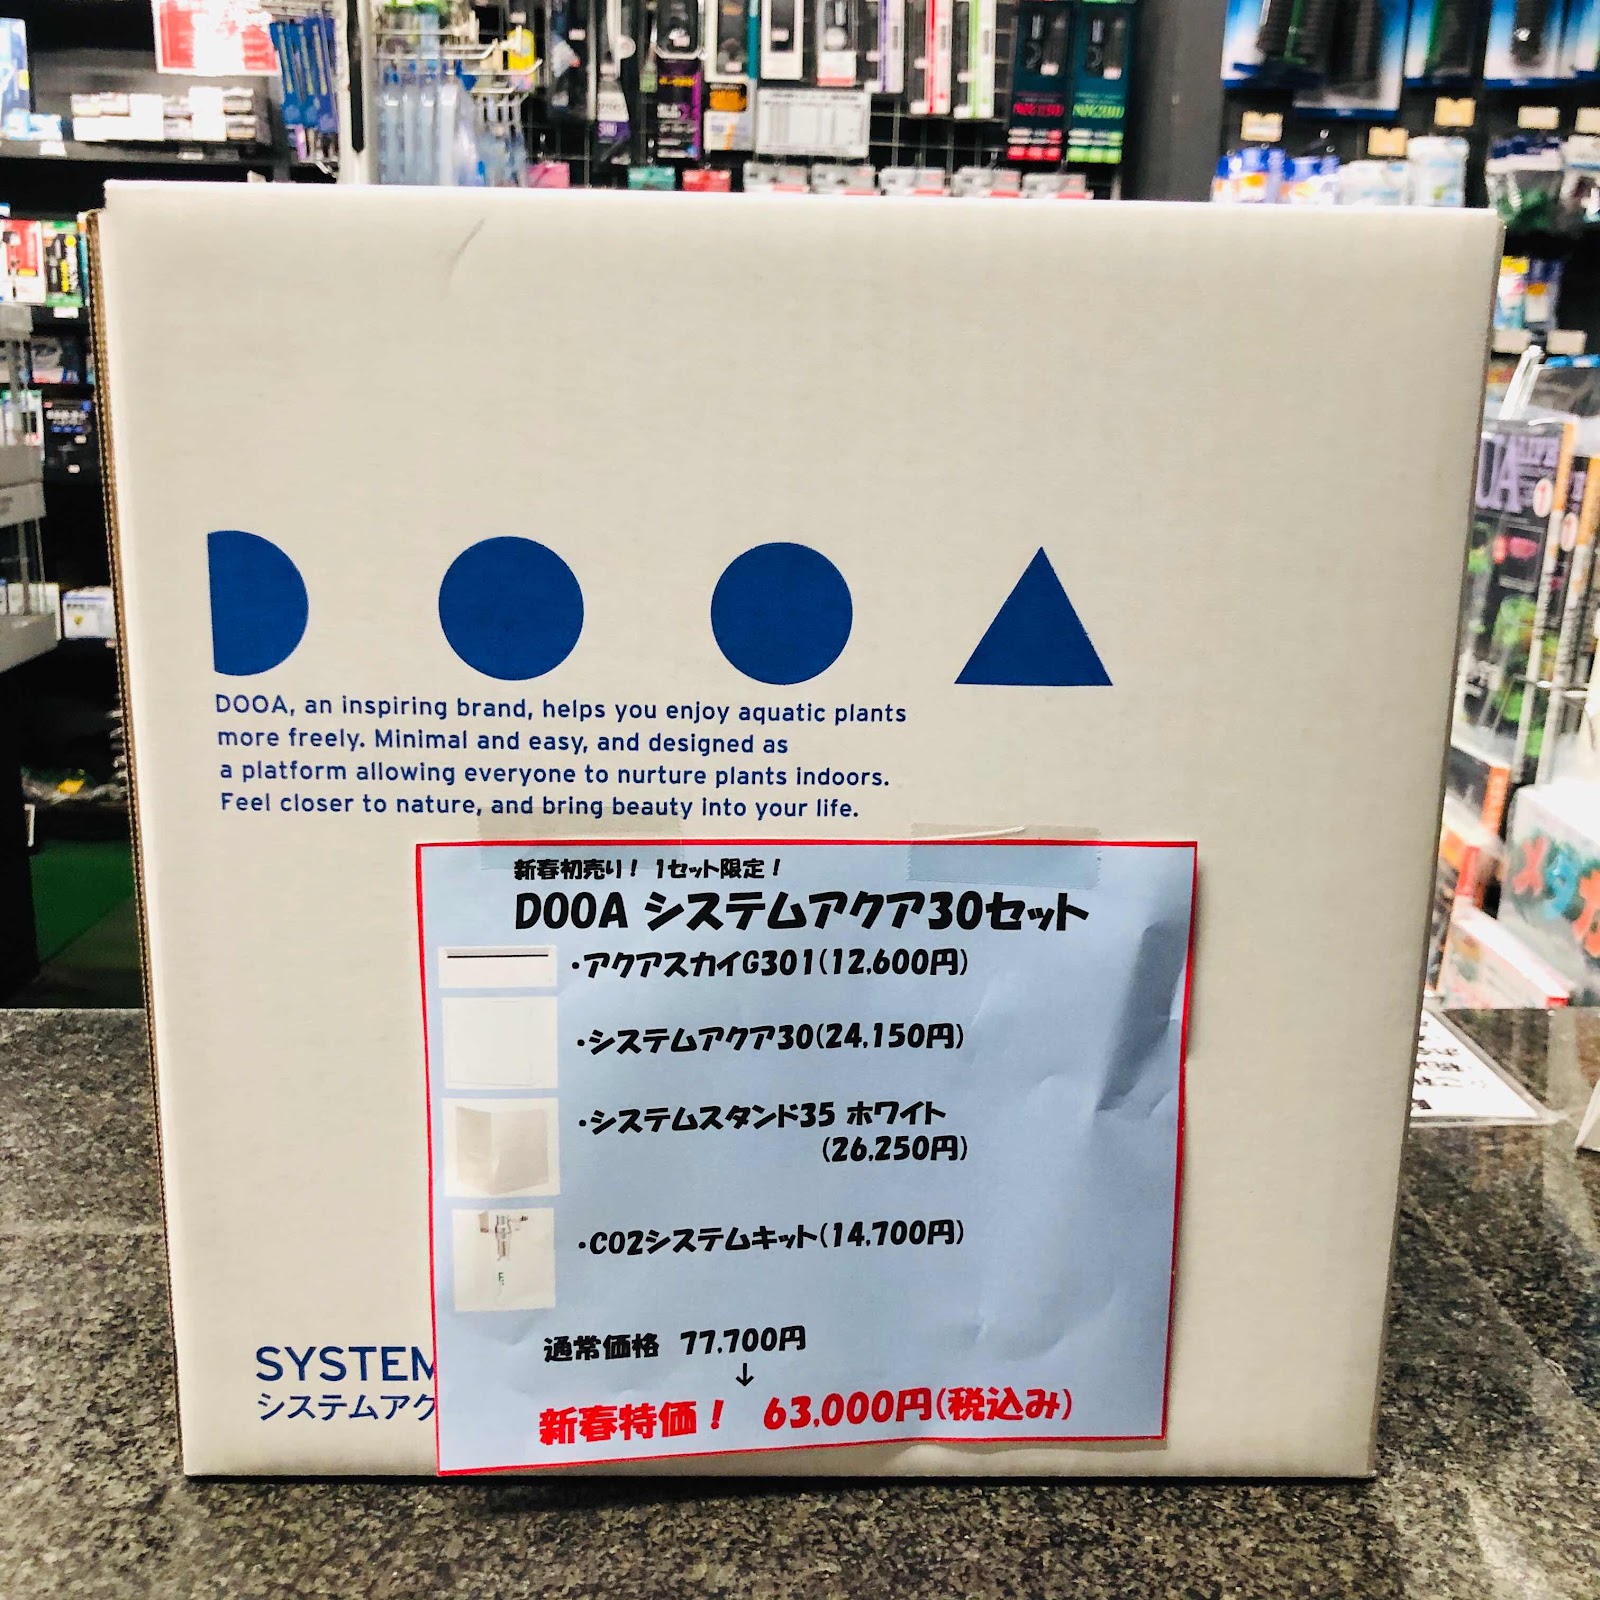 DOOA, an inspiring brand, helps you enjoy aquatic plants
more freely. Minimal and easy, and designed as
a platform allowing everyone to nurture plants indoors.
Feel closer to nature, and bring beauty into your life.
新春初売り！ 1セット限定！
DOOA システムアクア30セット
・アクアスカイG301(12,600円)
・システムアクア30(24,150円)
・システムスタンド35 ホワイト
(26,250円)
・CO2システムキット(14,700円)
通常価格 77,700円
↓
新春特価！ 63,000円(税込み)
SYSTEM
システムアク